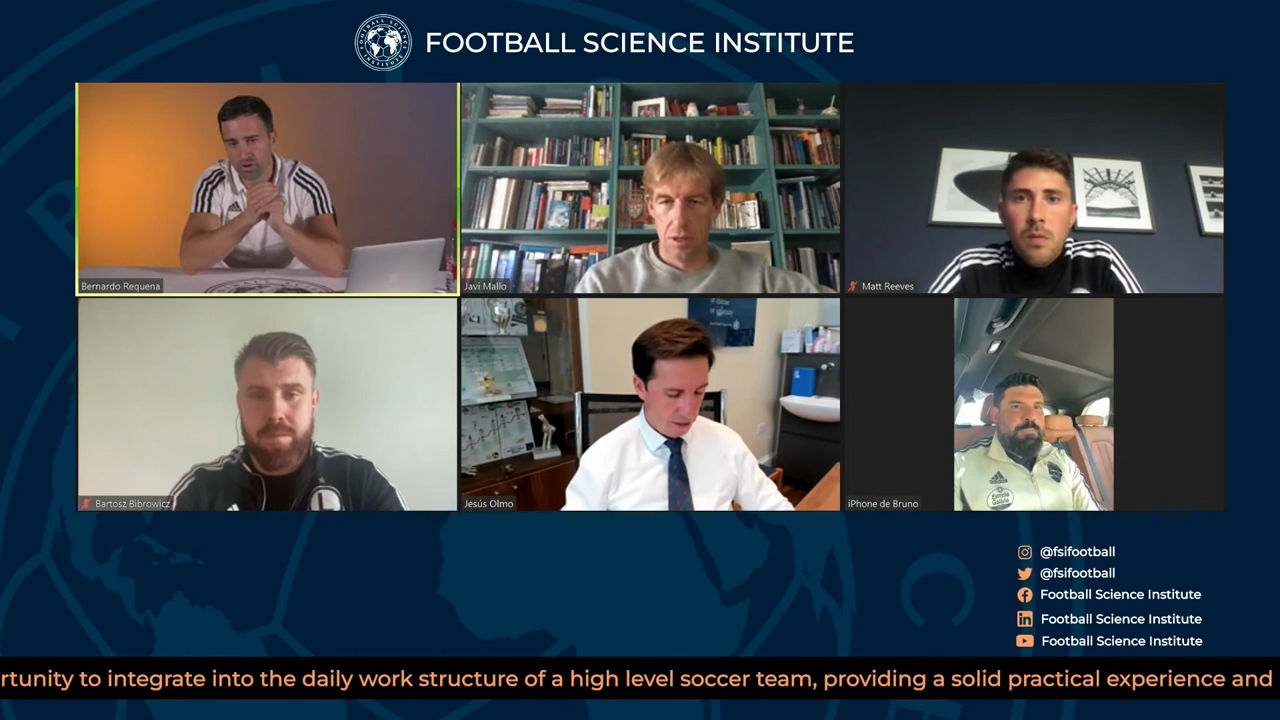 FOOTBALL SCIENCE INSTITUTE
Bernardo Requena
Javi Mallo
Matt Reeves
Bartosz Bibrowicz
Jesús Olmo
iPhone de Bruno
Estrella
Galicia
@fsifootball
@fsifootball
Football Science Institute
Football Science Institute
Football Science Institute
rtunity to integrate into the daily work structure of a high level soccer team, providing a solid practical experience and